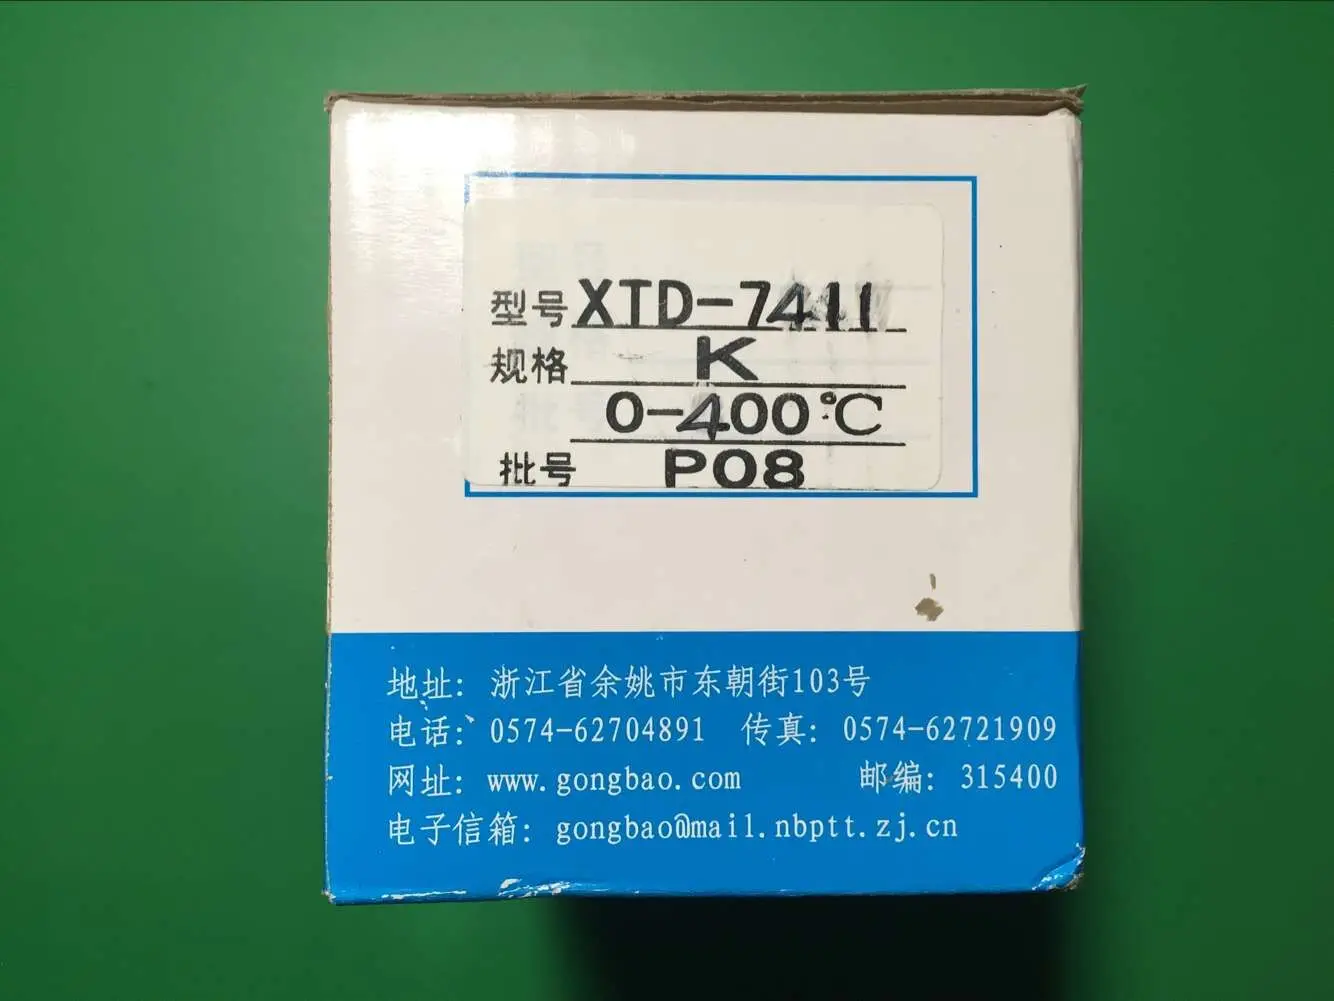 型号 XTD-7411
规格 K
0-400℃
批号 P08
地址: 浙江省余姚市东朝街103号
电话: 0574-62704891 传真: 0574-62721909
网址: www.gongbao.com 邮编: 315400
电子信箱: gongbao@mail.nbptt.zj.cn